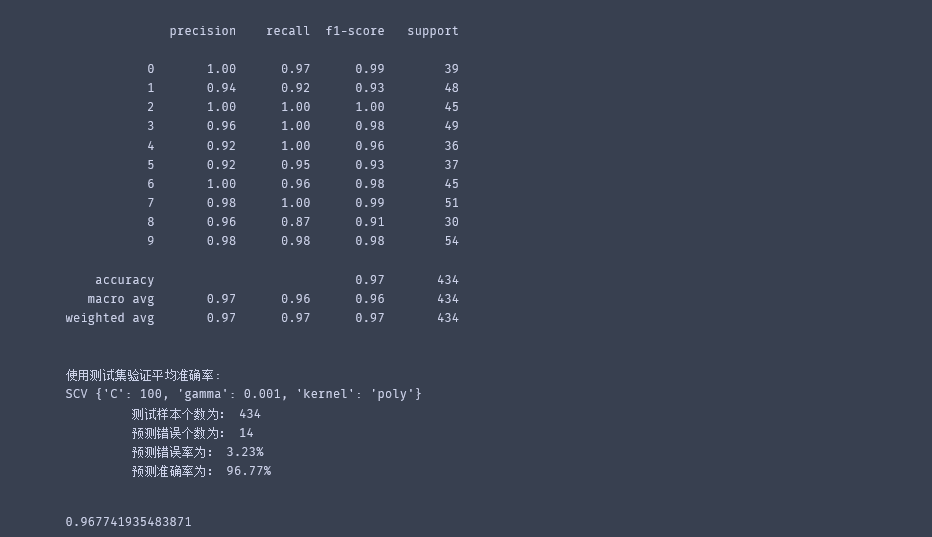 precision recall f1-score support
0 1.00 0.97 0.99 39
1 0.94 0.92 0.93 48
2 1.00 1.00 1.00 45
3 0.96 1.00 0.98 49
4 0.92 1.00 0.96 36
5 0.92 0.95 0.93 37
6 1.00 0.96 0.98 45
7 0.98 1.00 0.99 51
8 0.96 0.87 0.91 30
9 0.98 0.98 0.98 54
accuracy 0.97 434
macro avg 0.97 0.96 0.96 434
weighted avg 0.97 0.97 0.97 434
使用测试集验证平均准确率:
SCV {'C': 100, 'gamma': 0.001, 'kernel': 'poly'}
测试样本个数为: 434
预测错误个数为: 14
预测错误率为: 3.23%
预测准确率为: 96.77%
0.967741935483871